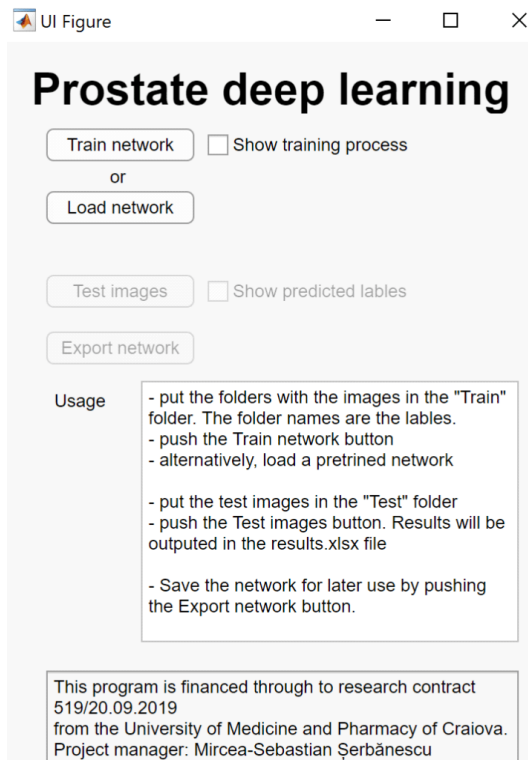 UI Figure
Prostate deep learning
Train network
Show training process
or
Load network
Test images
Show predicted lables
Export network
Usage
- put the folders with the images in the "Train"
folder. The folder names are the lables.
- push the Train network button
- alternatively, load a pretrined network
- put the test images in the "Test" folder
- push the Test images button. Results will be
outputed in the results.xlsx file
- Save the network for later use by pushing
the Export network button.
This program is financed through to research contract
519/20.09.2019
from the University of Medicine and Pharmacy of Craiova.
Project manager: Mircea-Sebastian Șerbănescu